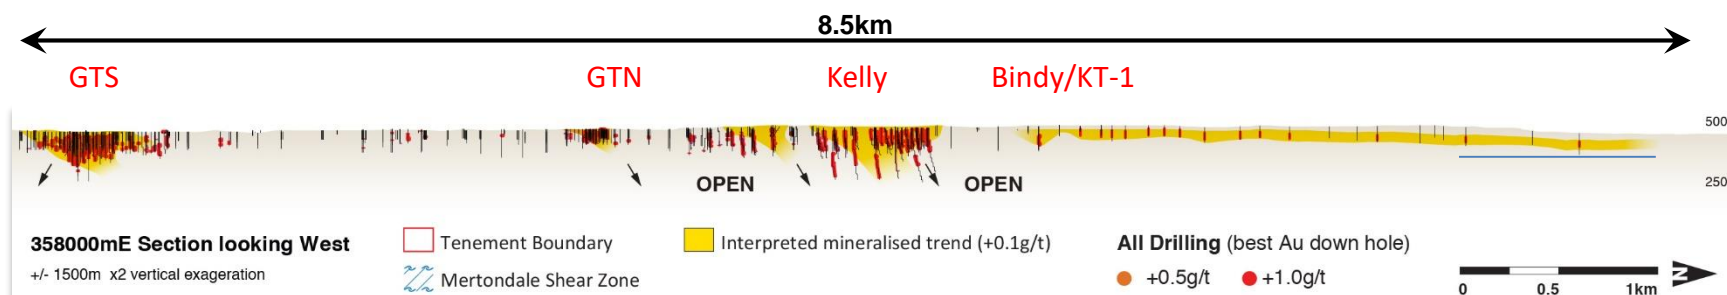 8.5km
GTS GTN Kelly Bindy/KT-1
500
OPEN OPEN
250
358000mE Section looking West
+/- 1500m x2 vertical exageration
Tenement Boundary
Mertondale Shear Zone
Interpreted mineralised trend (+0.1g/t)
All Drilling (best Au down hole)
+0.5g/t +1.0g/t
0 0.5 1km
N